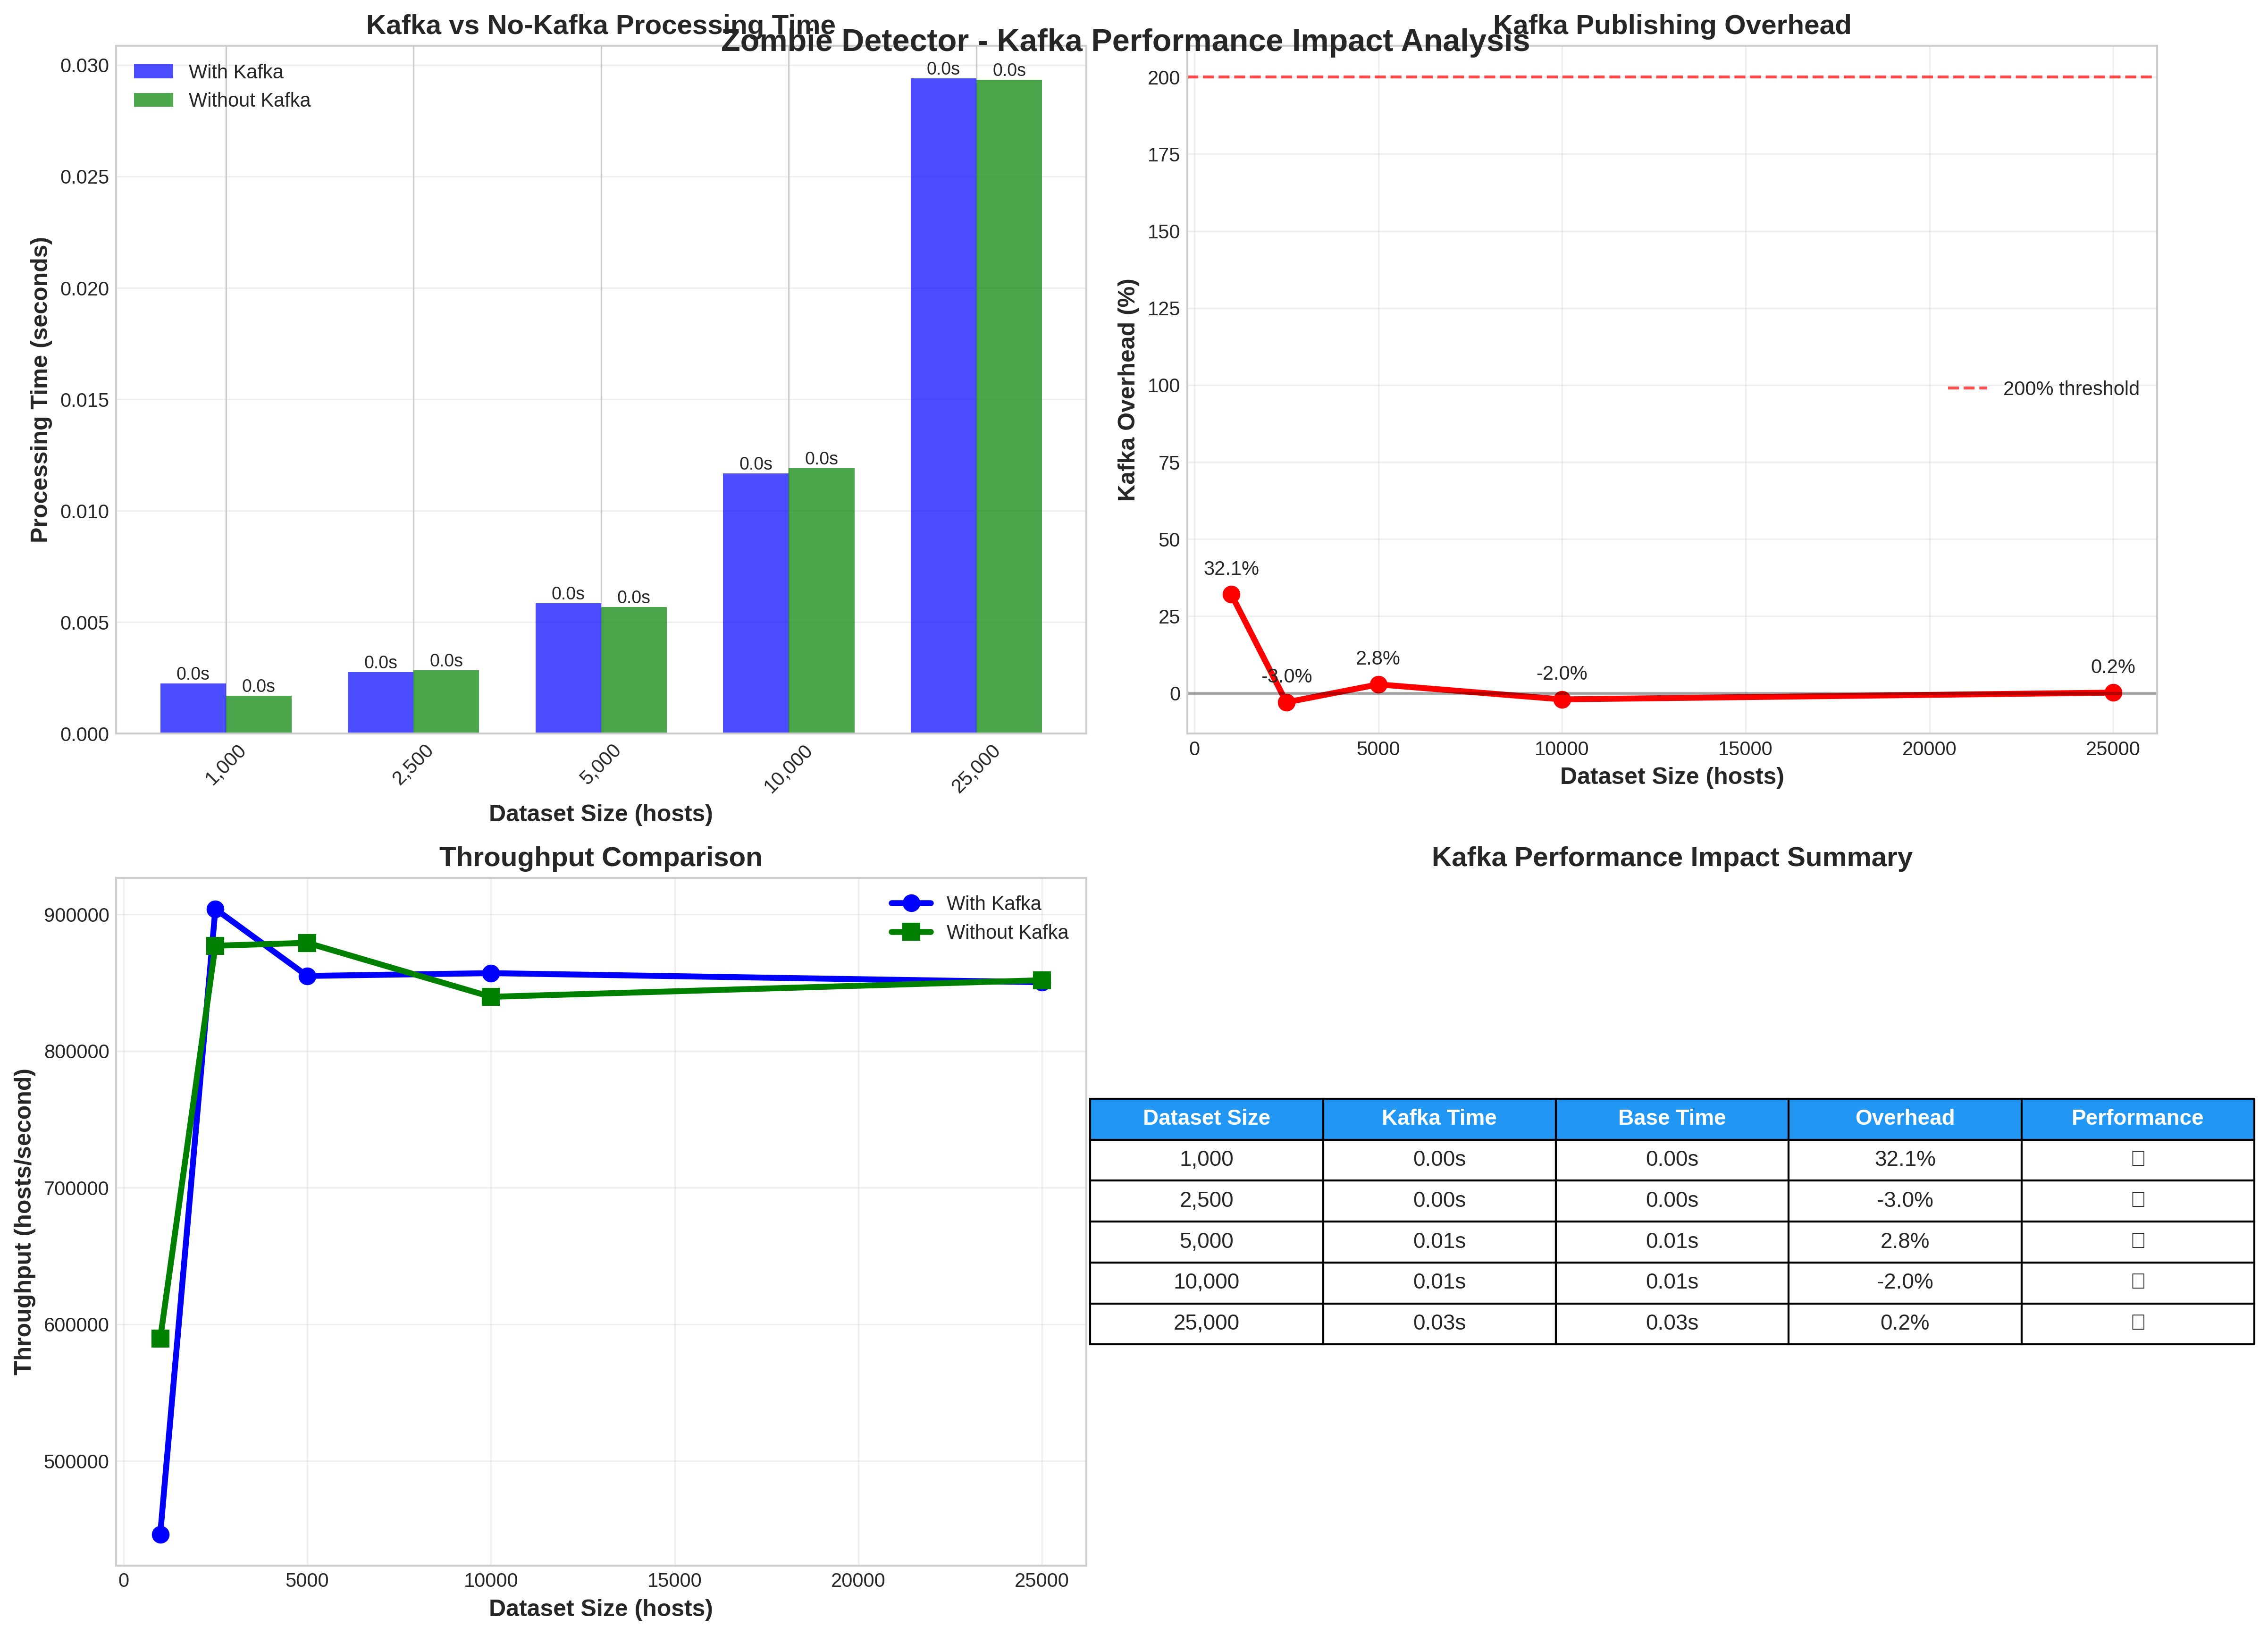 Zombie Detector - Kafka Performance Impact Analysis
Kafka vs No-Kafka Processing Time
Processing Time (seconds)
0.030
0.025
0.020
0.015
0.010
0.005
0.000
With Kafka
Without Kafka
0.0s
0.0s
0.0s
0.0s
0.0s
0.0s
0.0s
0.0s
0.0s
0.0s
1,000
2,500
5,000
10,000
25,000
Dataset Size (hosts)
Kafka Publishing Overhead
Kafka Overhead (%)
200
175
150
125
100
75
50
25
0
200% threshold
32.1%
-3.0%
2.8%
-2.0%
0.2%
0 5000 10000 15000 20000 25000
Dataset Size (hosts)
Throughput Comparison
Throughput (hosts/second)
900000
800000
700000
600000
500000
With Kafka
Without Kafka
0 5000 10000 15000 20000 25000
Dataset Size (hosts)
Kafka Performance Impact Summary
Dataset Size Kafka Time Base Time Overhead Performance
1,000 0.00s 0.00s 32.1%
2,500 0.00s 0.00s -3.0%
5,000 0.01s 0.01s 2.8%
10,000 0.01s 0.01s -2.0%
25,000 0.03s 0.03s 0.2%